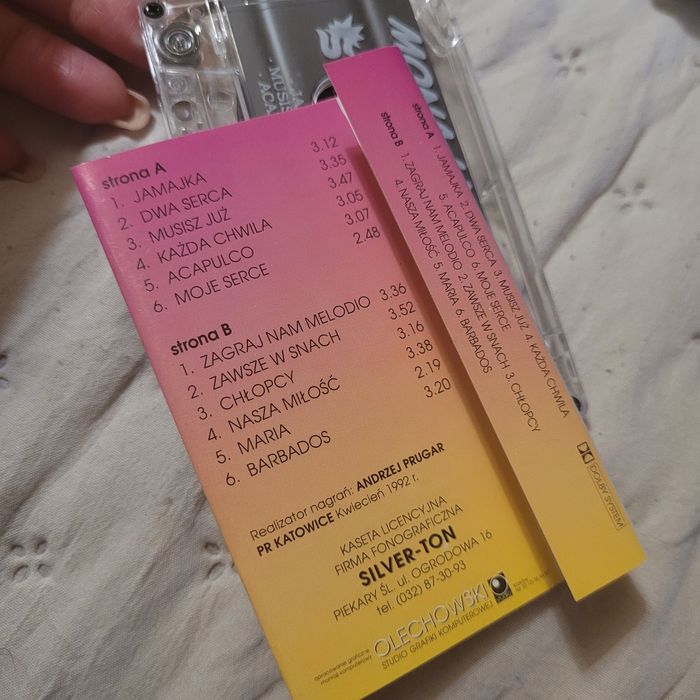 strona A
1. JAMAJKA 3.12
2. DWA SERCA 3.35
3. MUSISZ JUŻ 3.47
4. KAŻDA CHWILA 3.05
5. ACAPULCO 3.07
6. MOJE SERCE 2.48
strona B
1. ZAGRAJ NAM MELODIO 3.36
2. ZAWSZE W SNACH 3.52
3. CHŁOPCY 3.16
4. NASZA MIŁOŚĆ 3.38
5. MARIA 2.19
6. BARBADOS 3.20
Realizator nagrań: ANDRZEJ PRUGAR
PR KATOWICE Kwiecień 1992 r.
KASETA LICENCYJNA
FIRMA FONOGRAFICZNA
SILVER-TON
PIEKARY ŚL. ul. OGRODOWA 16
tel. (032) 87-30-93
opracowanie graficzne
montaż komputerowy
OLECHOWSKI
STUDIO GRAFIKI KOMPUTEROWEJ
strona A
1. JAMAJKA 2. DWA SERCA 3. MUSISZ JUŻ 4. KAŻDA CHWILA
5. ACAPULCO 6. MOJE SERCE
strona B
1. ZAGRAJ NAM MELODIO 2. ZAWSZE W SNACH 3. CHŁOPCY
4. NASZA MIŁOŚĆ 5. MARIA 6. BARBADOS
DOLBY SYSTEM
MUSIS
ACA